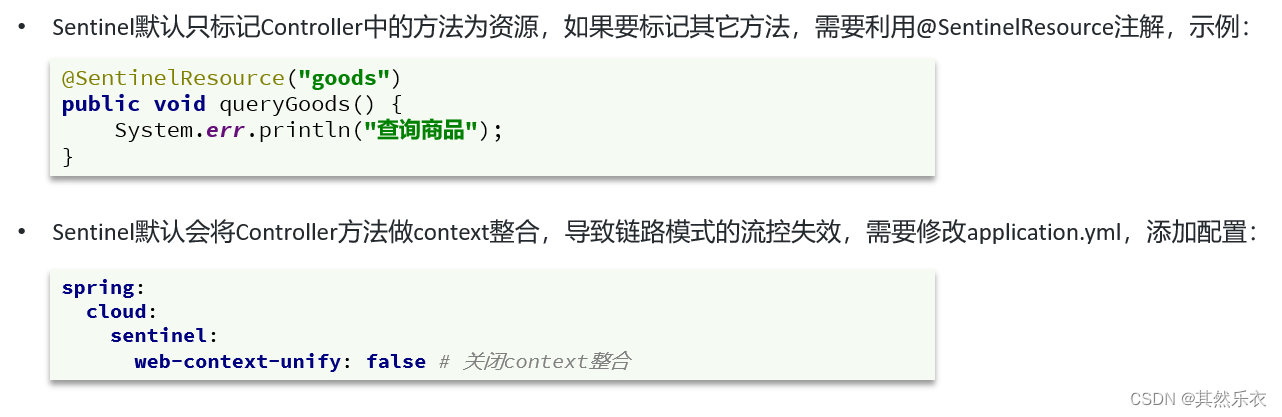 • Sentinel默认只标记Controller中的方法为资源，如果要标记其它方法，需要利用@SentinelResource注解，示例：
@SentinelResource("goods")
public void queryGoods() {
    System.err.println("查询商品");
}
• Sentinel默认会将Controller方法做context整合，导致链路模式的流控失效，需要修改application.yml，添加配置：
spring:
  cloud:
    sentinel:
      web-context-unify: false # 关闭context整合
CSDN @其然乐衣